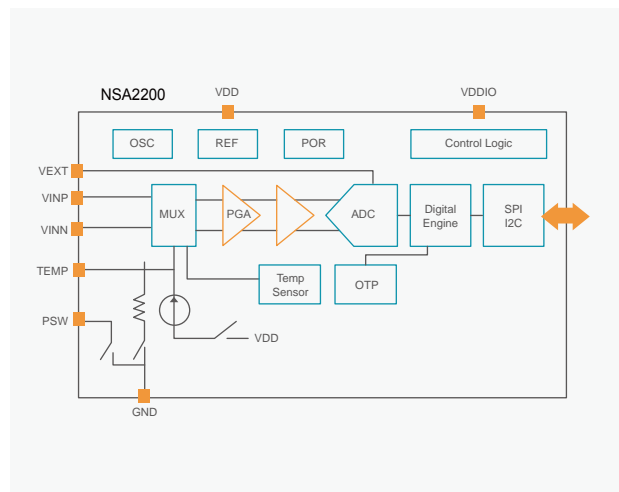 NSA2200
VDD
VDDIO
OSC
REF
POR
Control Logic
VEXT
VINP
VINN
MUX
PGA
ADC
Digital
Engine
SPI
I2C
TEMP
Temp
Sensor
OTP
PSW
VDD
GND